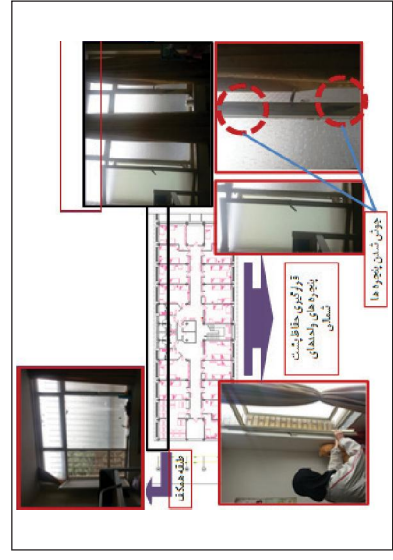 جوش شدن پنجره ها
قرارگیری حفاظ پشت
پنجره های واحدهای
شمالی
طبقه همکف